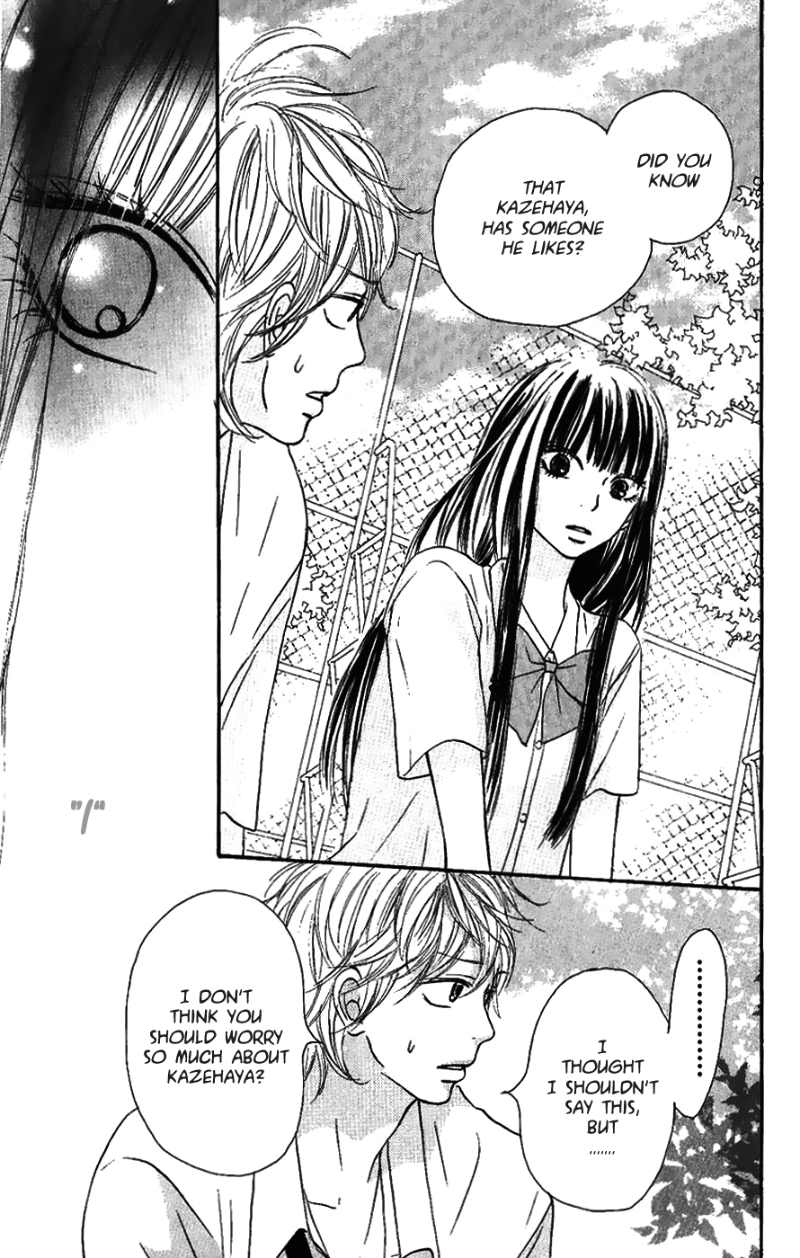 DID YOU
KNOW
THAT
KAZEHAYA,
HAS SOMEONE
HE LIKES?
"/"
..........
I
THOUGHT
I SHOULDN'T
SAY THIS,
BUT
.......
I DON'T
THINK YOU
SHOULD WORRY
SO MUCH ABOUT
KAZEHAYA?